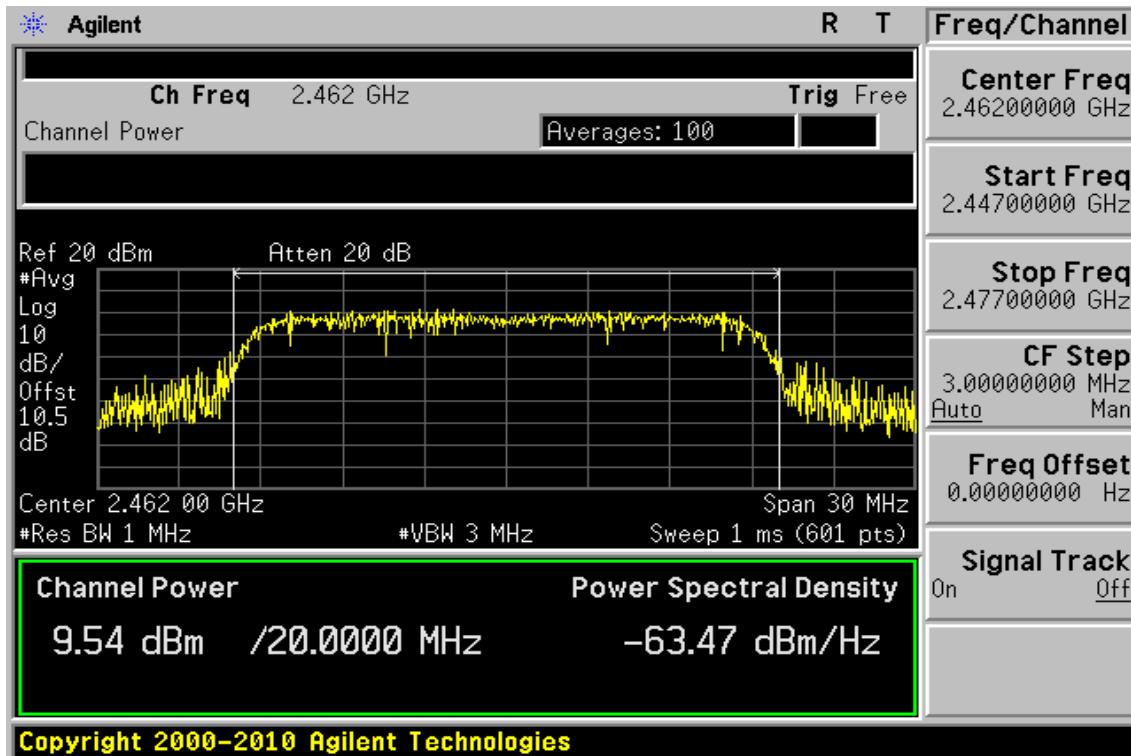 Agilent R T Freq/Channel
Ch Freq 2.462 GHz Trig Free
Channel Power Averages: 100
Ref 20 dBm Atten 20 dB
#Avg
Log
10
dB/
Offst
10.5
dB
Center 2.462 00 GHz Span 30 MHz
#Res BW 1 MHz #VBW 3 MHz Sweep 1 ms (601 pts)
Channel Power Power Spectral Density
9.54 dBm /20.0000 MHz -63.47 dBm/Hz
Center Freq
2.46200000 GHz
Start Freq
2.44700000 GHz
Stop Freq
2.47700000 GHz
CF Step
3.00000000 MHz
Auto Man
Freq Offset
0.00000000 Hz
Signal Track
On Off
Copyright 2000-2010 Agilent Technologies